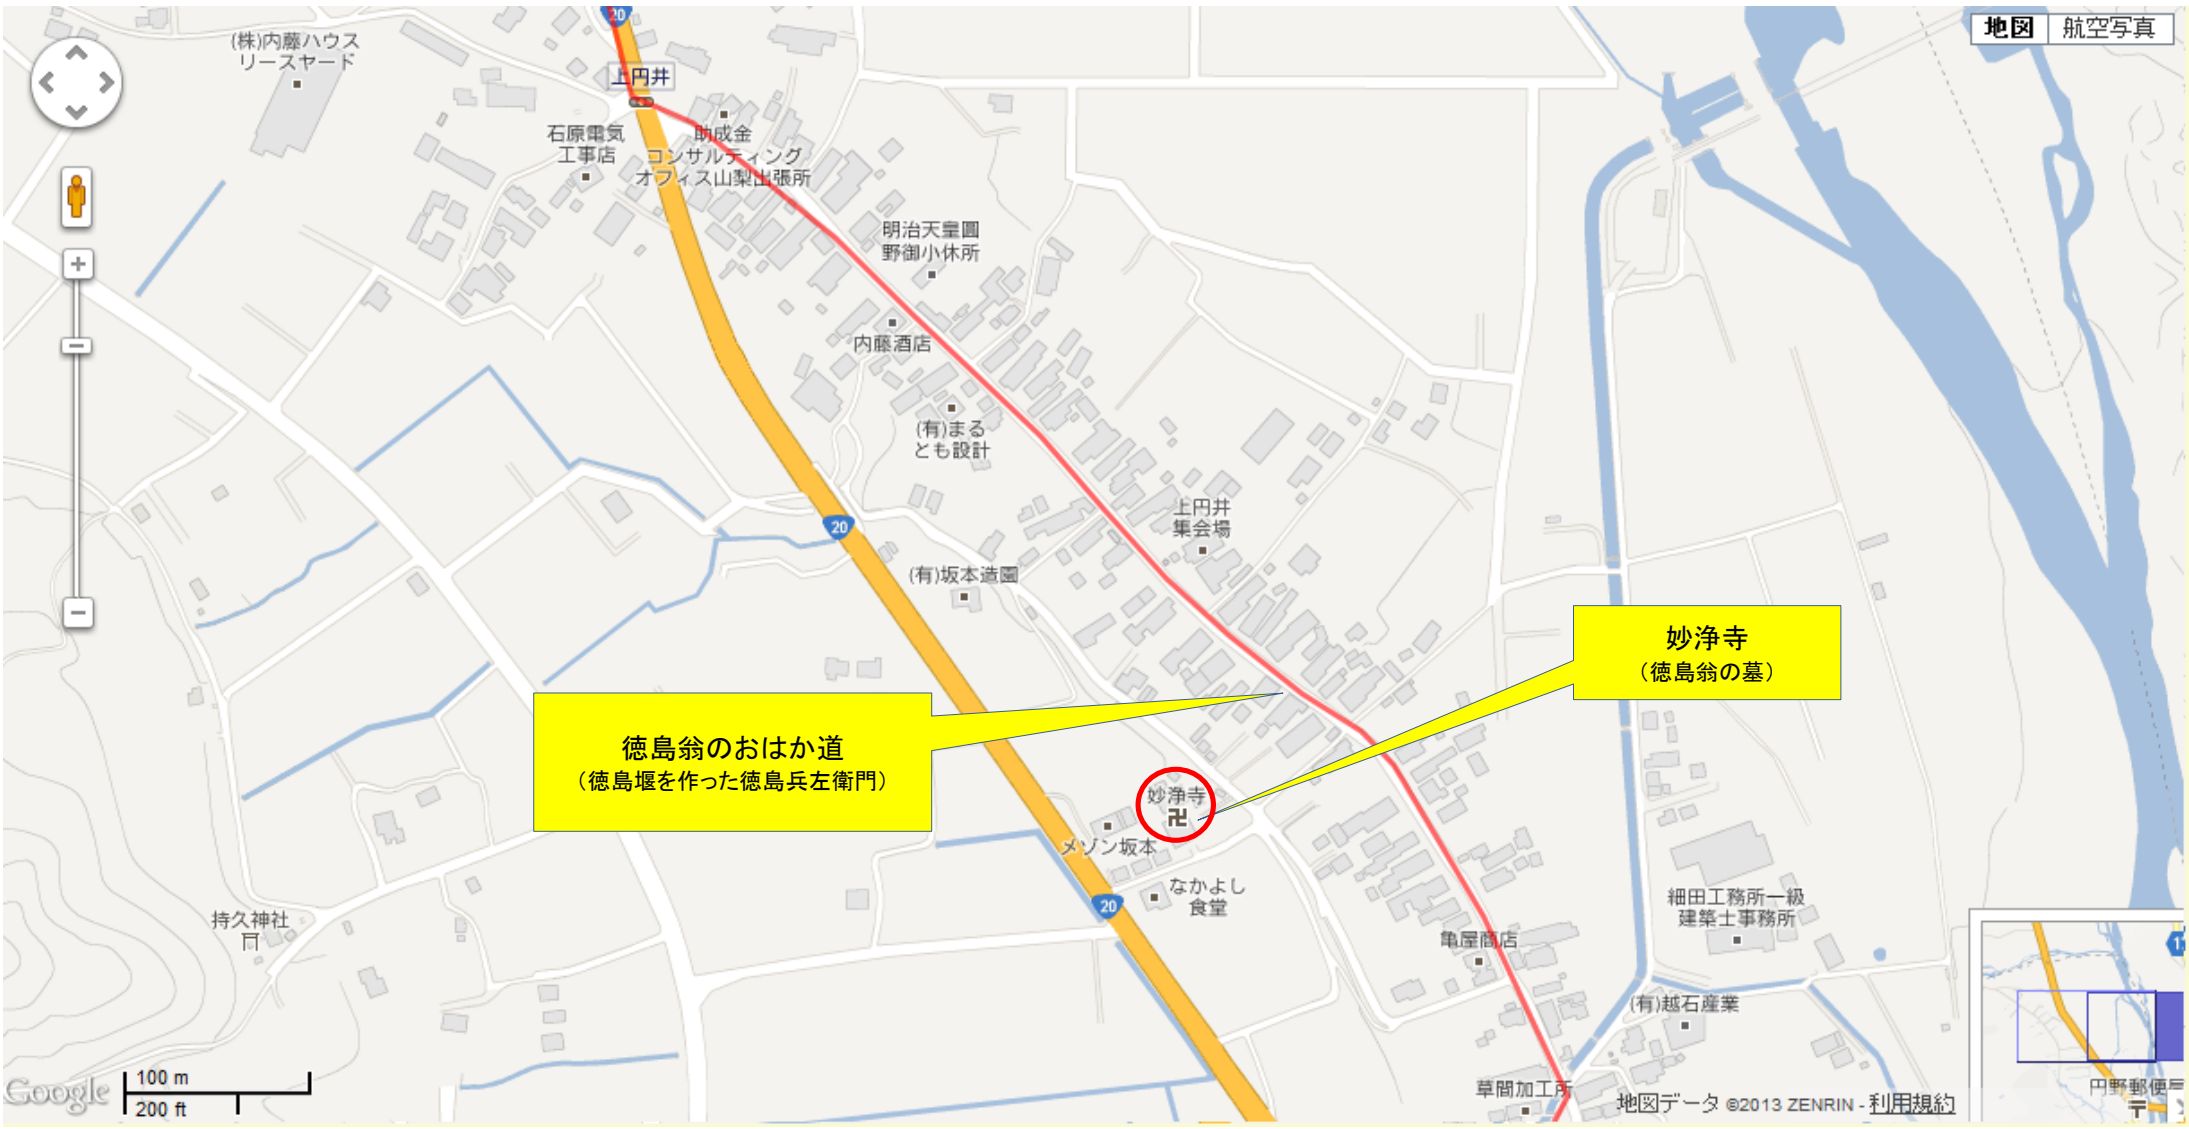 20
地図
航空写真
(株)内藤ハウス
リースヤード
上円井
石原電気
工事店
助成金
コンサルティング
オフィス山梨出張所
明治天皇圓
野御小休所
内藤酒店
(有)まる
とも設計
上円井
集会場
20
(有)坂本造園
妙浄寺
（徳島翁の墓）
徳島翁のおはか道
（徳島堰を作った徳島兵左衛門）
妙浄寺
メゾン坂本
なかよし
食堂
20
細田工務所一級
建築士事務所
持久神社
亀屋商店
(有)越石産業
草間加工所
円野郵便局
Google
100 m
200 ft
地図データ ©2013 ZENRIN - 利用規約